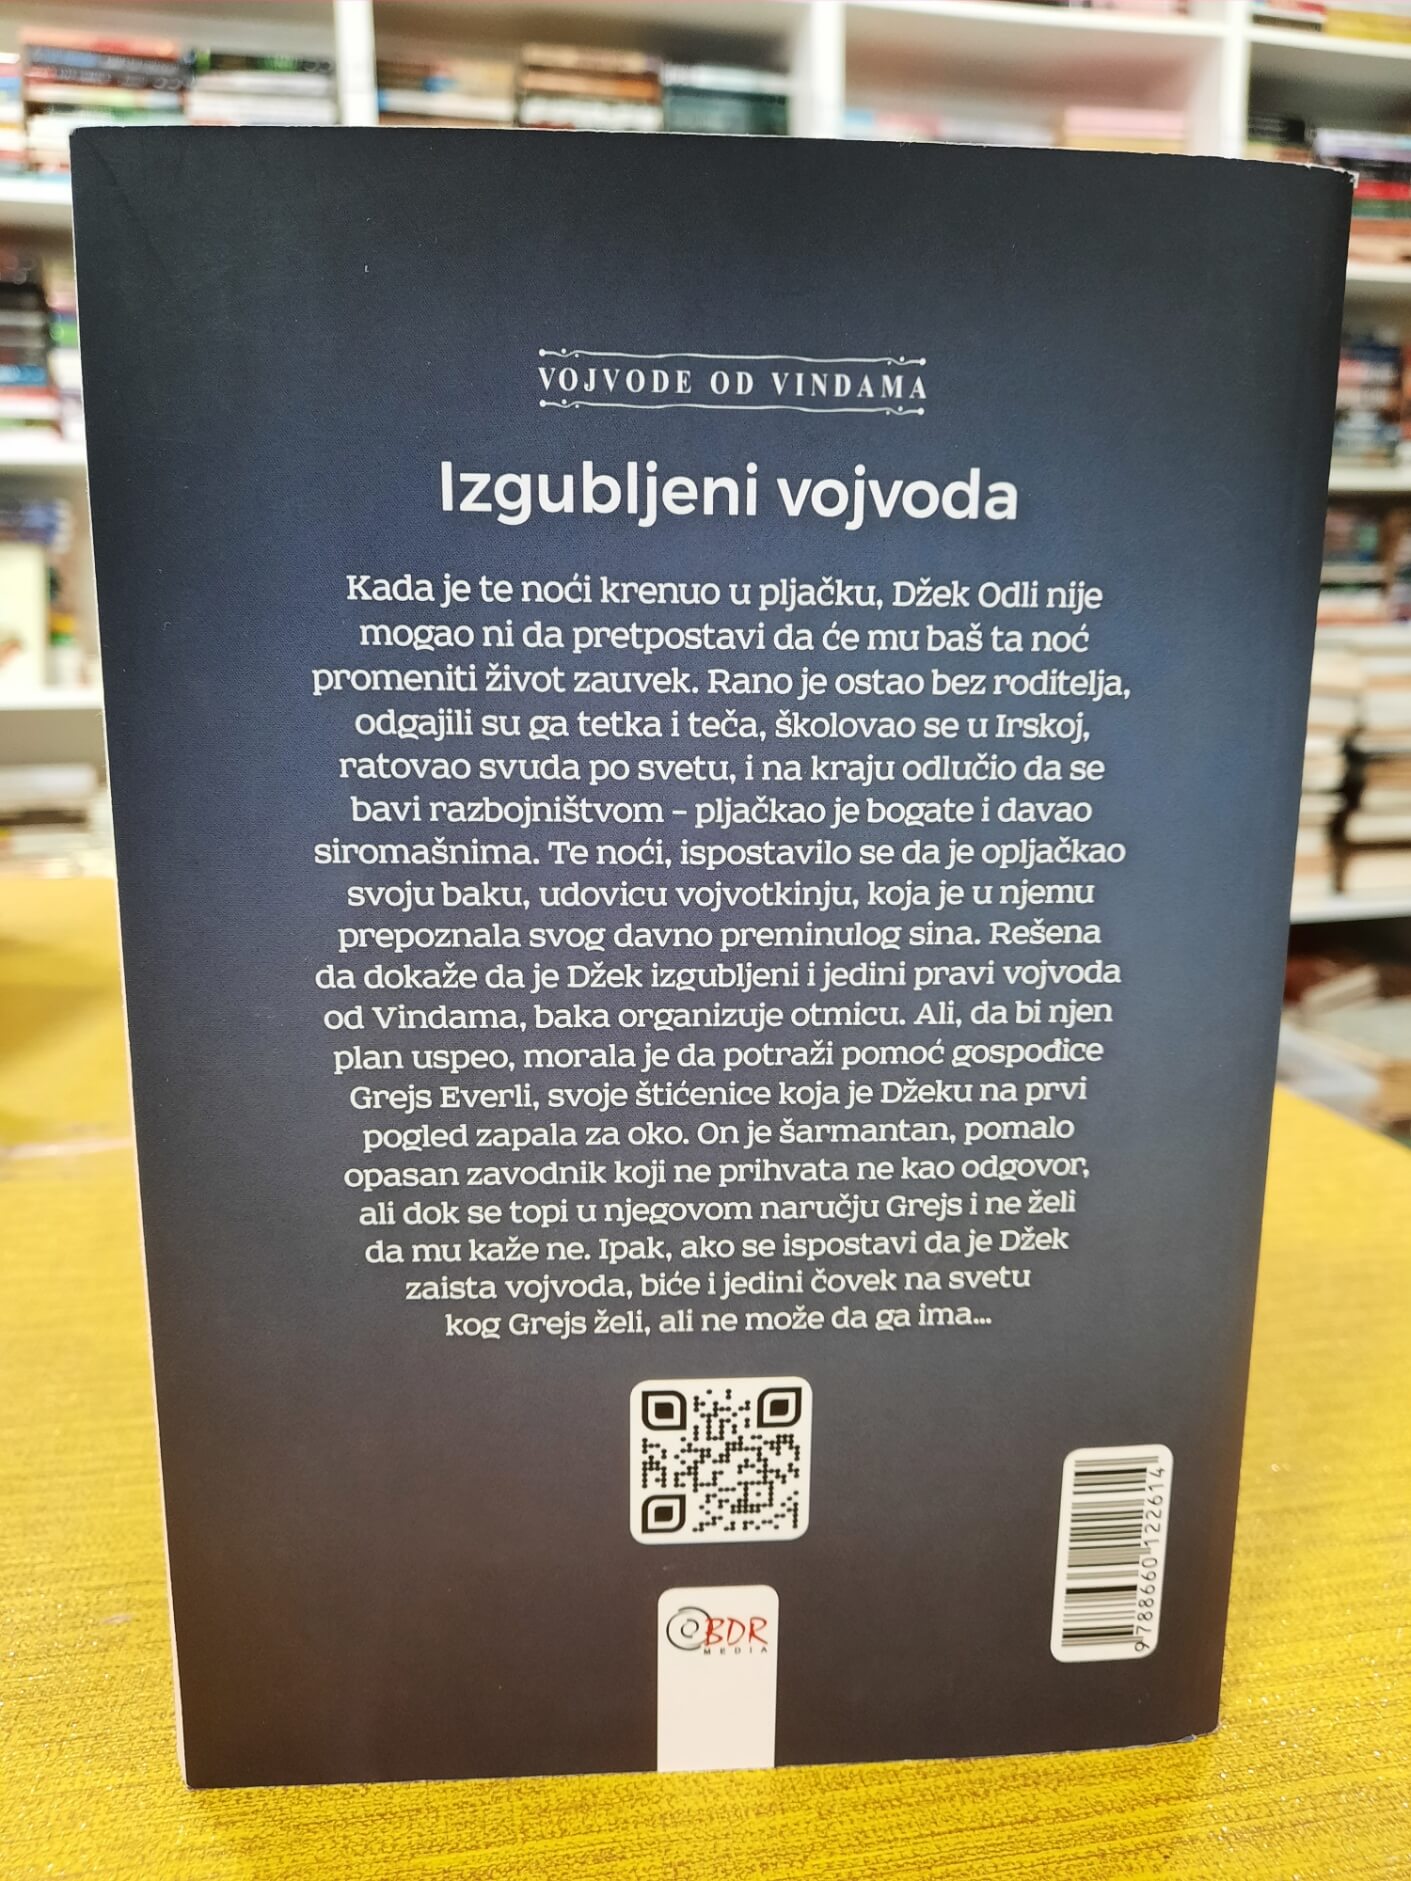 VOJVODE OD VINDAMA
Izgubljeni vojvoda
Kada je te noći krenuo u pljačku, Džek Odli nije
mogao ni da pretpostavi da će mu baš ta noć
promeniti život zauvek. Rano je ostao bez roditelja,
odgajili su ga tetka i teča, školovao se u Irskoj,
ratovao svuda po svetu, i na kraju odlučio da se
bavi razbojništvom – pljačkao je bogate i davao
siromašnima. Te noći, ispostavilo se da je opljačkao
svoju baku, udovicu vojvotkinju, koja je u njemu
prepoznala svog davno preminulog sina. Rešena
da dokaže da je Džek izgubljeni i jedini pravi vojvoda
od Vindama, baka organizuje otmicu. Ali, da bi njen
plan uspeo, morala je da potraži pomoć gospođice
Grejs Everli, svoje štićenice koja je Džeku na prvi
pogled zapala za oko. On je šarmantan, pomalo
opasan zavodnik koji ne prihvata ne kao odgovor,
ali dok se topi u njegovom naručju Grejs i ne želi
da mu kaže ne. Ipak, ako se ispostavi da je Džek
zaista vojvoda, biće i jedini čovek na svetu
kog Grejs želi, ali ne može da ga ima...
9788660122614
BDR
MEDIA